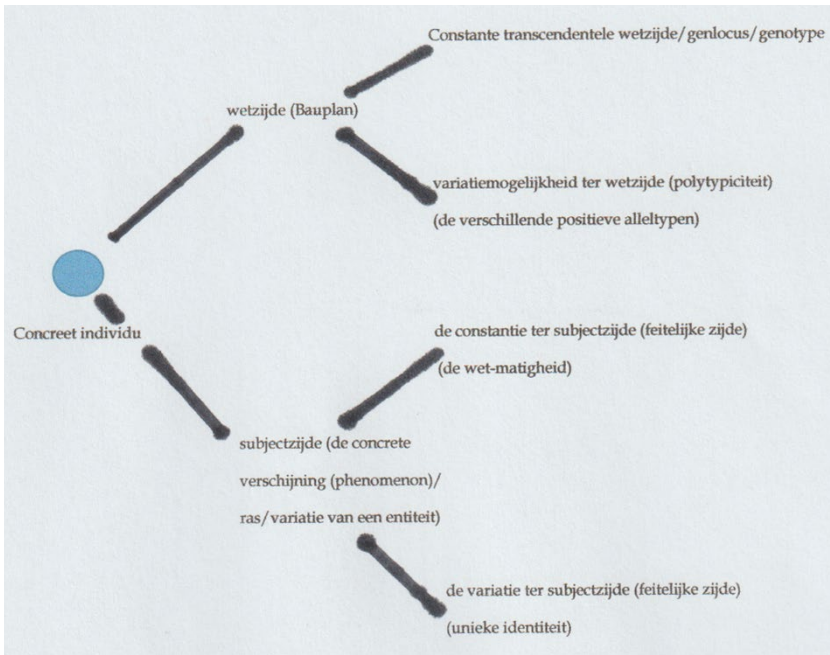 Constante transcendentele wetzijde/genlocus/genotype
wetzijde (Bauplan)
variatiemogelijkheid ter wetzijde (polytypiciteit)
(de verschillende positieve alleltypen)
Concreet individu
de constantie ter subjectzijde (feitelijke zijde)
(de wet-matigheid)
subjectzijde (de concrete
verschijning (phenomenon)/
ras/variatie van een entiteit)
de variatie ter subjectzijde (feitelijke zijde)
(unieke identiteit)